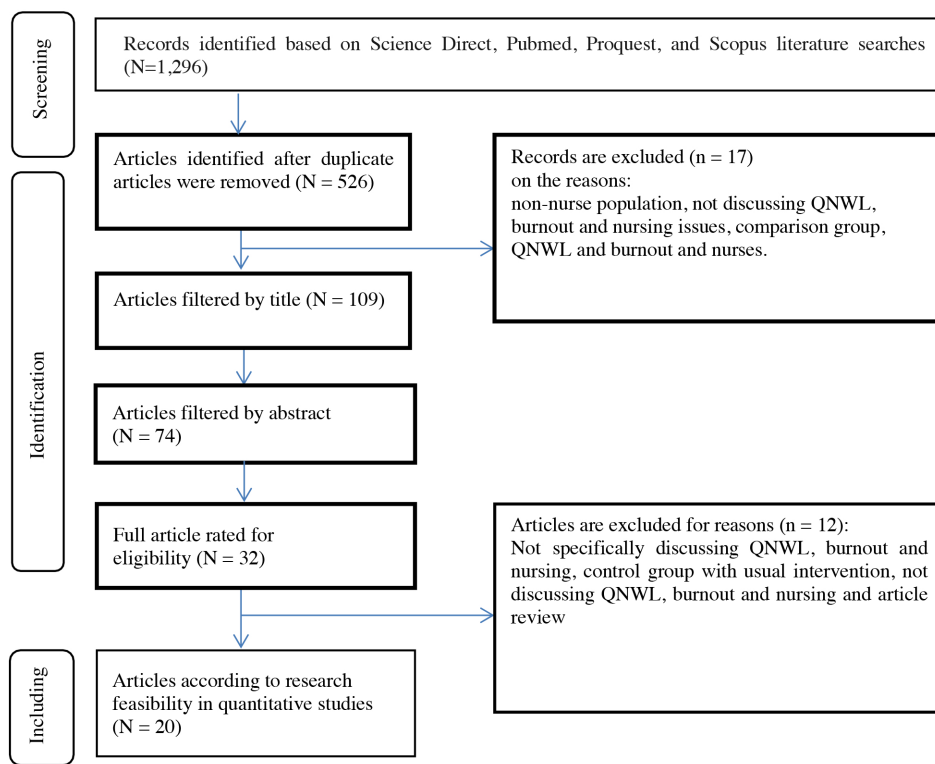 Screening
Records identified based on Science Direct, Pubmed, Proquest, and Scopus literature searches
(N=1,296)
Articles identified after duplicate
articles were removed (N = 526)
Records are excluded (n = 17)
on the reasons:
non-nurse population, not discussing QNWL,
burnout and nursing issues, comparison group,
QNWL and burnout and nurses.
Identification
Articles filtered by title (N = 109)
Articles filtered by abstract
(N = 74)
Full article rated for
eligibility (N = 32)
Articles are excluded for reasons (n = 12):
Not specifically discussing QNWL, burnout and
nursing, control group with usual intervention, not
discussing QNWL, burnout and nursing and article
review
Including
Articles according to research
feasibility in quantitative studies
(N = 20)